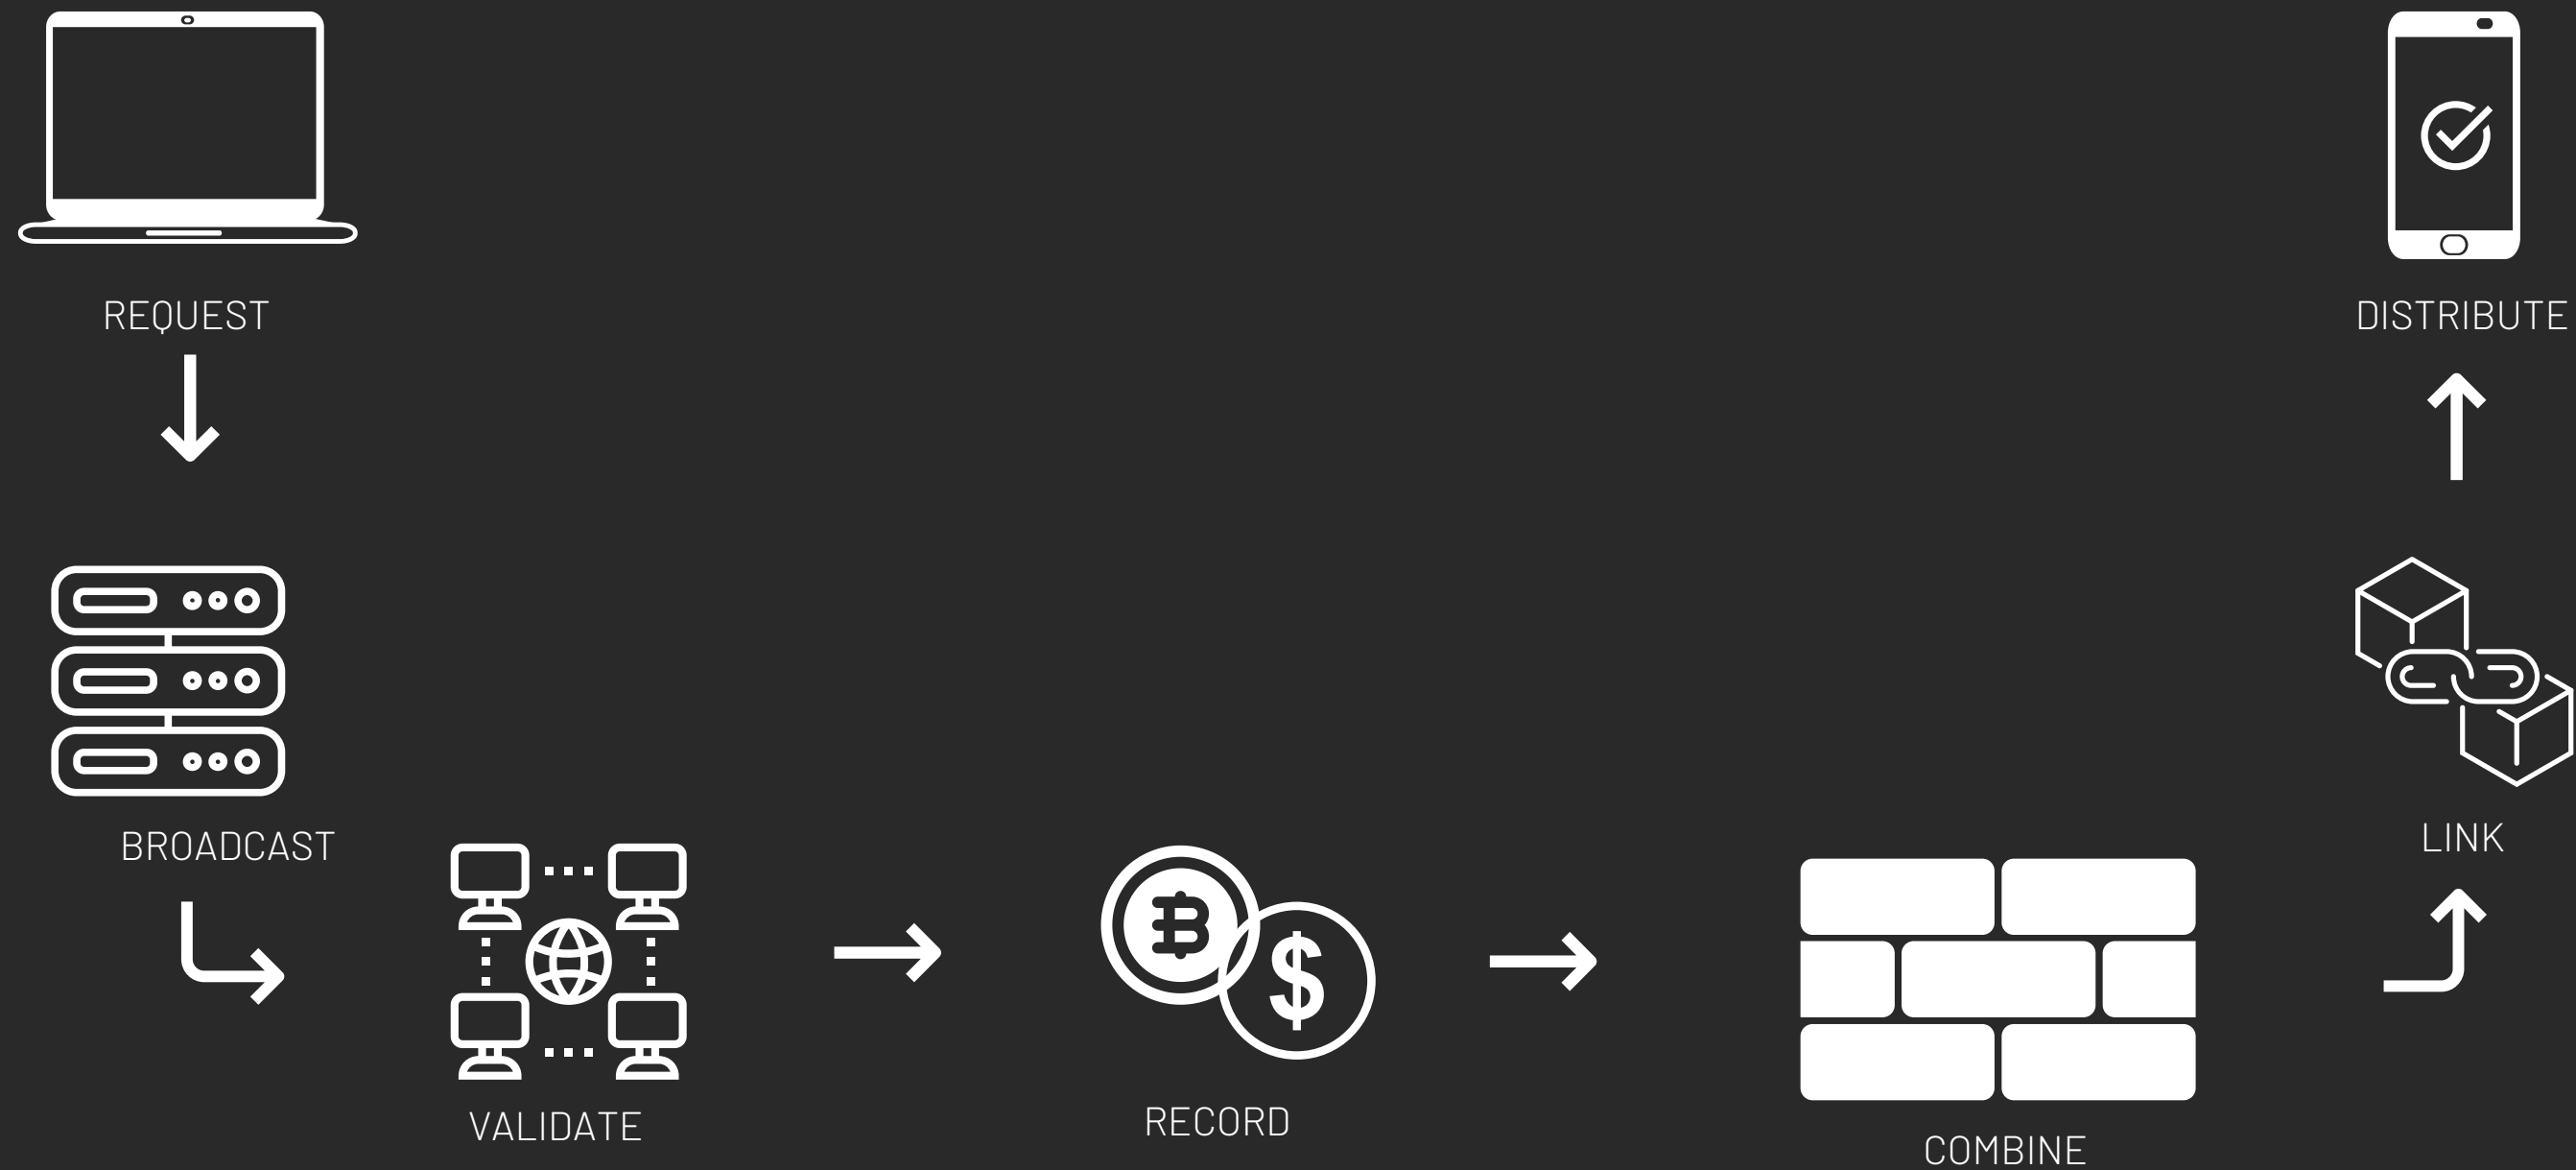 REQUEST
BROADCAST
VALIDATE
RECORD
COMBINE
LINK
DISTRIBUTE